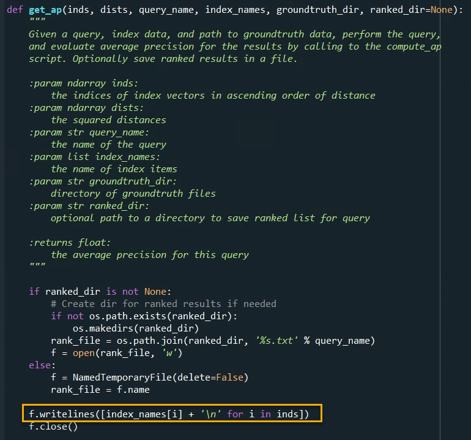 def get_ap(inds, dists, query_name, index_names, groundtruth_dir, ranked_dir=None):
    """
    Given a query, index data, and path to groundtruth data, perform the query,
    and evaluate average precision for the results by calling to the compute_ap
    script. Optionally save ranked results in a file.

    :param ndarray inds:
        the indices of index vectors in ascending order of distance
    :param ndarray dists:
        the squared distances
    :param str query_name:
        the name of the query
    :param list index_names:
        the name of index items
    :param str groundtruth_dir:
        directory of groundtruth files
    :param str ranked_dir:
        optional path to a directory to save ranked list for query

    :returns float:
        the average precision for this query
    """

    if ranked_dir is not None:
        # Create dir for ranked results if needed
        if not os.path.exists(ranked_dir):
            os.makedirs(ranked_dir)
        rank_file = os.path.join(ranked_dir, '%s.txt' % query_name)
        f = open(rank_file, 'w')
    else:
        f = NamedTemporaryFile(delete=False)
        rank_file = f.name

    f.writelines([index_names[i] + '\n' for i in inds])
    f.close()